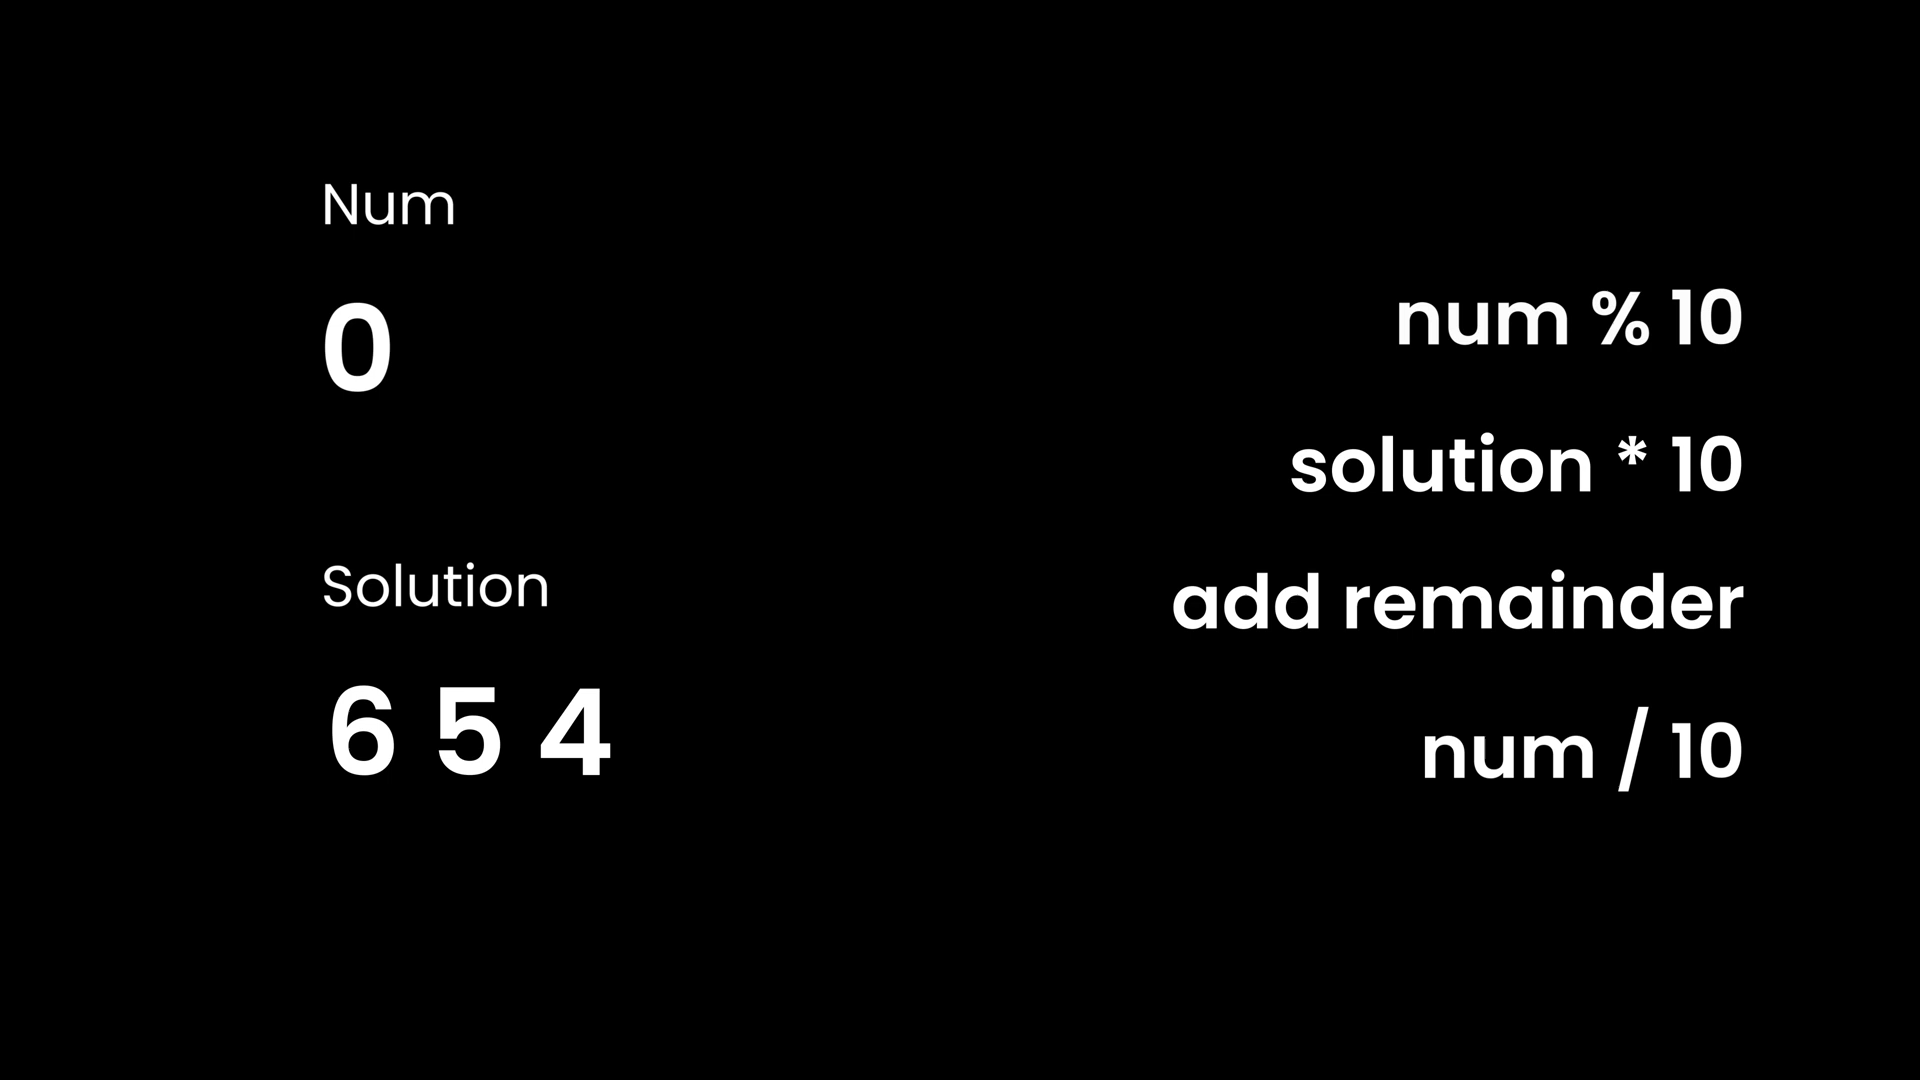 Num
0
Solution
6 5 4
num % 10
solution * 10
add remainder
num / 10